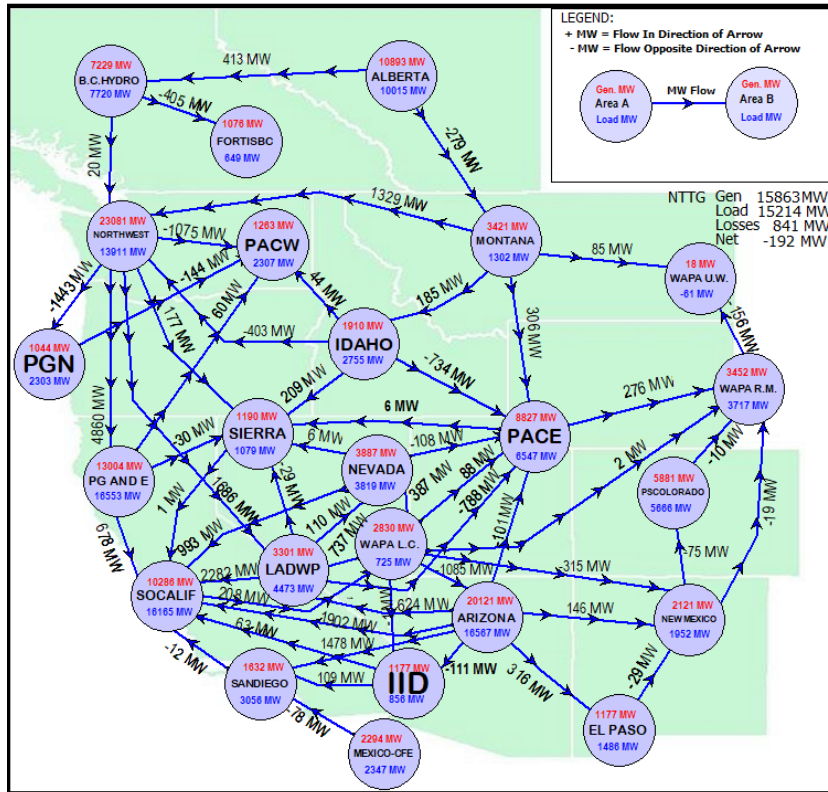 LEGEND:
+ MW = Flow In Direction of Arrow
- MW = Flow Opposite Direction of Arrow
Gen. MW
Area A
Load MW
MW Flow
Gen. MW
Area B
Load MW
NTTG Gen 15863MW
Load 15214 MW
Losses 841 MW
Net -192 MW
7229 MW
B.C.HYDRO
7720 MW
413 MW
10893 MW
ALBERTA
10015 MW
-405 MW
1076 MW
FORTISBC
649 MW
20 MW
-279 MW
1329 MW
23081 MW
NORTHWEST
13911 MW
-1075 MW
1263 MW
PACW
2307 MW
3421 MW
MONTANA
1302 MW
85 MW
18 MW
WAPA U.W.
-61 MW
-1443 MW
-144 MW
60 MW
44 MW
185 MW
306 MW
-156 MW
177 MW
-403 MW
1910 MW
IDAHO
2755 MW
1044 MW
PGN
2303 MW
-734 MW
209 MW
276 MW
3452 MW
WAPA R.M.
3717 MW
4860 MW
-30 MW
1190 MW
SIERRA
1079 MW
6 MW
6 MW
8827 MW
PACE
6547 MW
-108 MW
3887 MW
NEVADA
3819 MW
13004 MW
PG AND E
16553 MW
387 MW
88 MW
-788 MW
2 MW
-10 MW
5881 MW
PSCOLORADO
5666 MW
-19 MW
1 MW
1686 MW
-29 MW
110 MW
737 MW
678 MW
993 MW
2830 MW
WAPA L.C.
725 MW
-101 MW
-75 MW
-315 MW
3301 MW
LADWP
4473 MW
-1085 MW
10286 MW
SOCALIF
16165 MW
2282 MW
208 MW
-624 MW
20121 MW
ARIZONA
16567 MW
146 MW
2121 MW
NEW MEXICO
1952 MW
1902 MW
63 MW
1478 MW
-12 MW
1632 MW
SANDIEGO
3056 MW
109 MW
1177 MW
IID
856 MW
-111 MW
316 MW
-29 MW
1177 MW
EL PASO
1486 MW
-78 MW
2294 MW
MEXICO-CFE
2347 MW